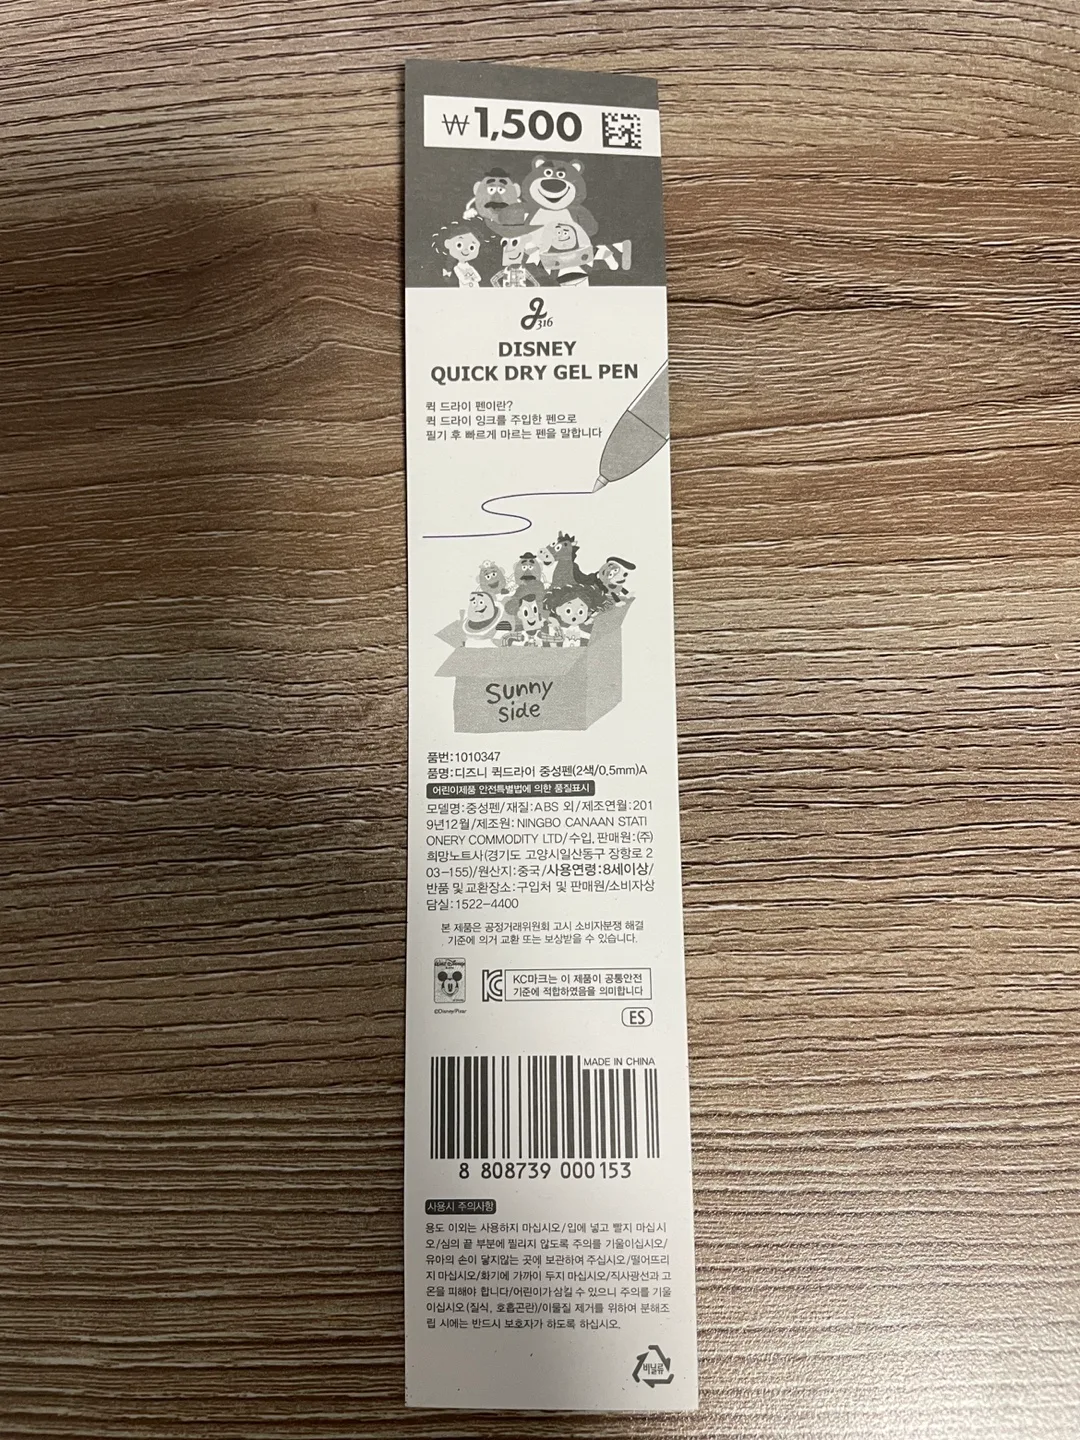 ₩1,500
g316
DISNEY
QUICK DRY GEL PEN
퀵 드라이 펜이란?
퀵 드라이 잉크를 주입한 펜으로
필기 후 빠르게 마르는 펜을 말합니다
Sunny
side
품번:1010347
품명:디즈니 퀵드라이 중성펜(2색/0.5mm)A
어린이제품 안전특별법에 의한 품질표시
모델명:중성펜/재질:ABS 외/제조연월:201
9년12월/제조원: NINGBO CANAAN STATI
ONERY COMMODITY LTD/수입, 판매원:(주)
희망노트사(경기도 고양시일산동구 장항로 2
03-155)/원산지:중국/사용연령:8세이상/
반품 및 교환장소:구입처 및 판매원/소비자상
담실:1522-4400
본 제품은 공정거래위원회 고시 소비자분쟁 해결
기준에 의거 교환 또는 보상받을 수 있습니다.
Walt Disney
©Disney/Pixar
KC마크는 이 제품이 공통안전
기준에 적합하였음을 의미합니다
ES
MADE IN CHINA
8 808739 000153
사용시 주의사항
용도 이외는 사용하지 마십시오/입에 넣고 빨지 마십시
오/심의 끝 부분에 찔리지 않도록 주의를 기울이십시오/
유아의 손이 닿지않는 곳에 보관하여 주십시오/떨어뜨리
지 마십시오/화기에 가까이 두지 마십시오/직사광선과 고
온을 피해야 합니다/어린이가 삼킬 수 있으니 주의를 기울
이십시오(질식, 호흡곤란)/이물질 제거를 위하여 분해조
립 시에는 반드시 보호자가 하도록 하십시오.
비닐류